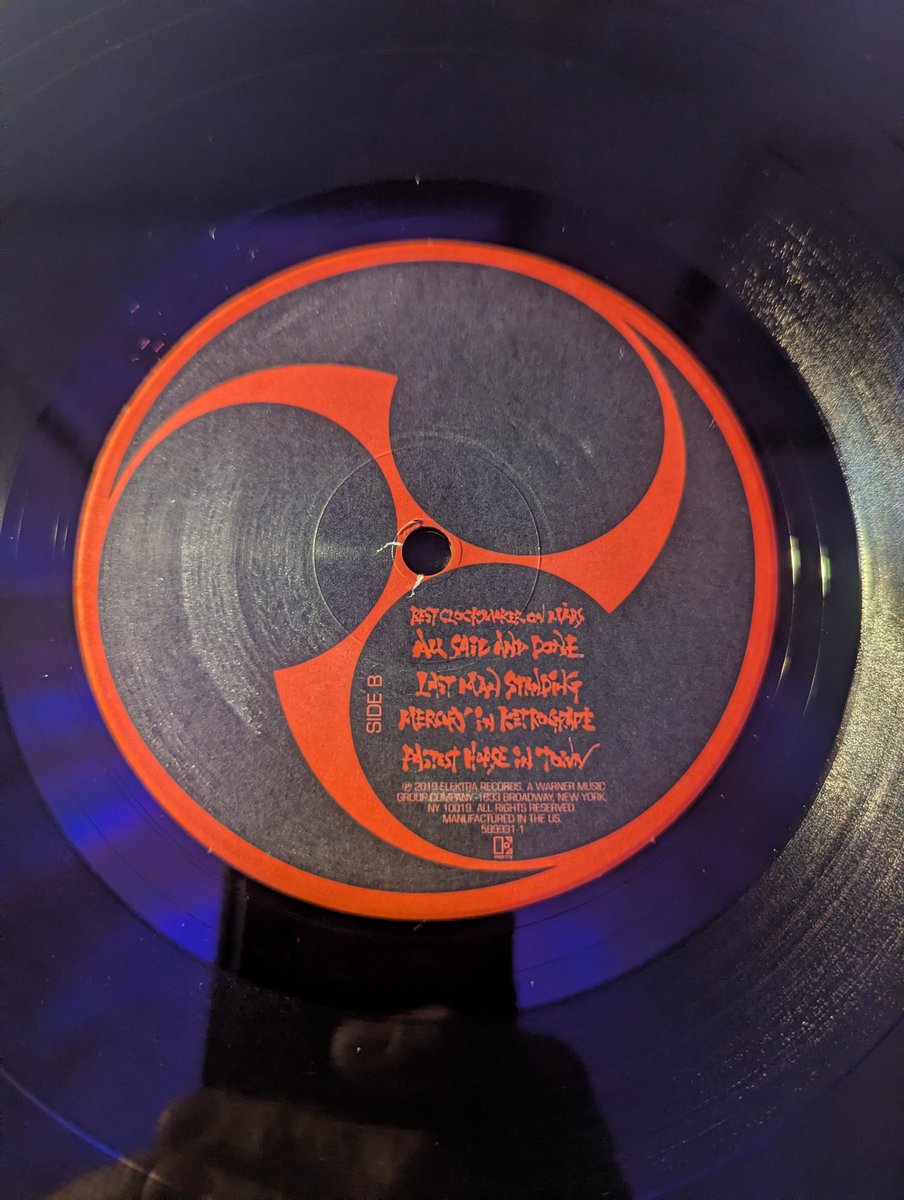 BEST CLOCKMAKER ON MARS
ALL SAID AND DONE
LAST MAN STANDING
MERCURY IN RETROGRADE
FASTEST HORSE IN TOWN
SIDE B
℗ 2019 ELEKTRA RECORDS. A WARNER MUSIC
GROUP COMPANY. 1633 BROADWAY, NEW YORK,
NY 10019. ALL RIGHTS RESERVED.
MANUFACTURED IN THE US.
599931-1